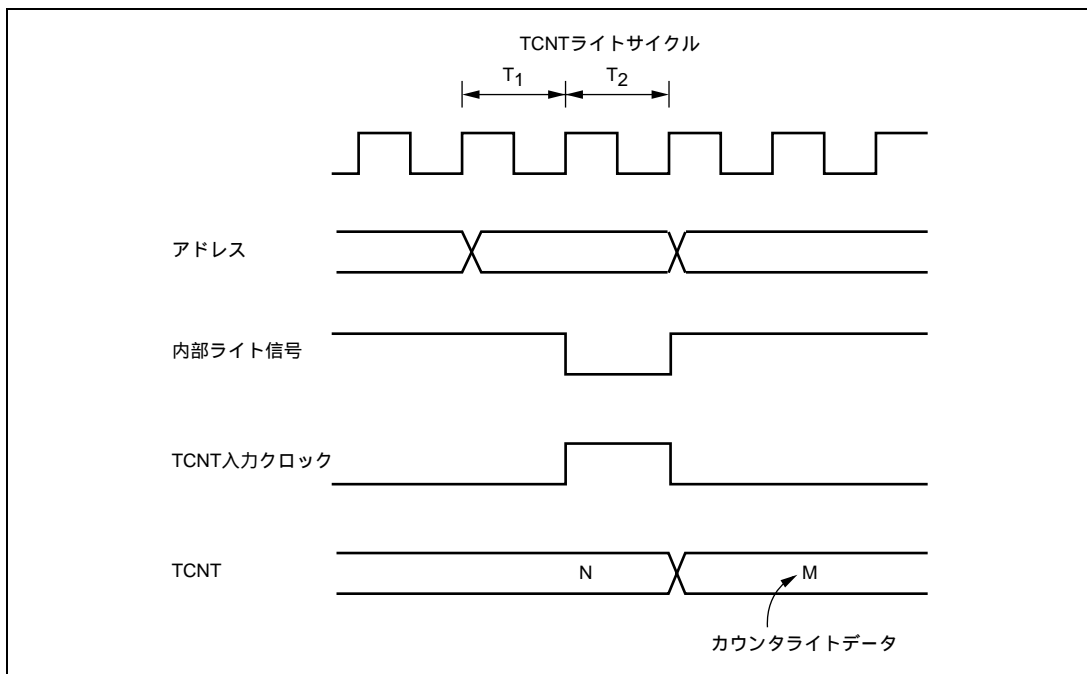 TCNTライトサイクル
T1 T2
アドレス
内部ライト信号
TCNT入力クロック
TCNT N M
カウンタライトデータ